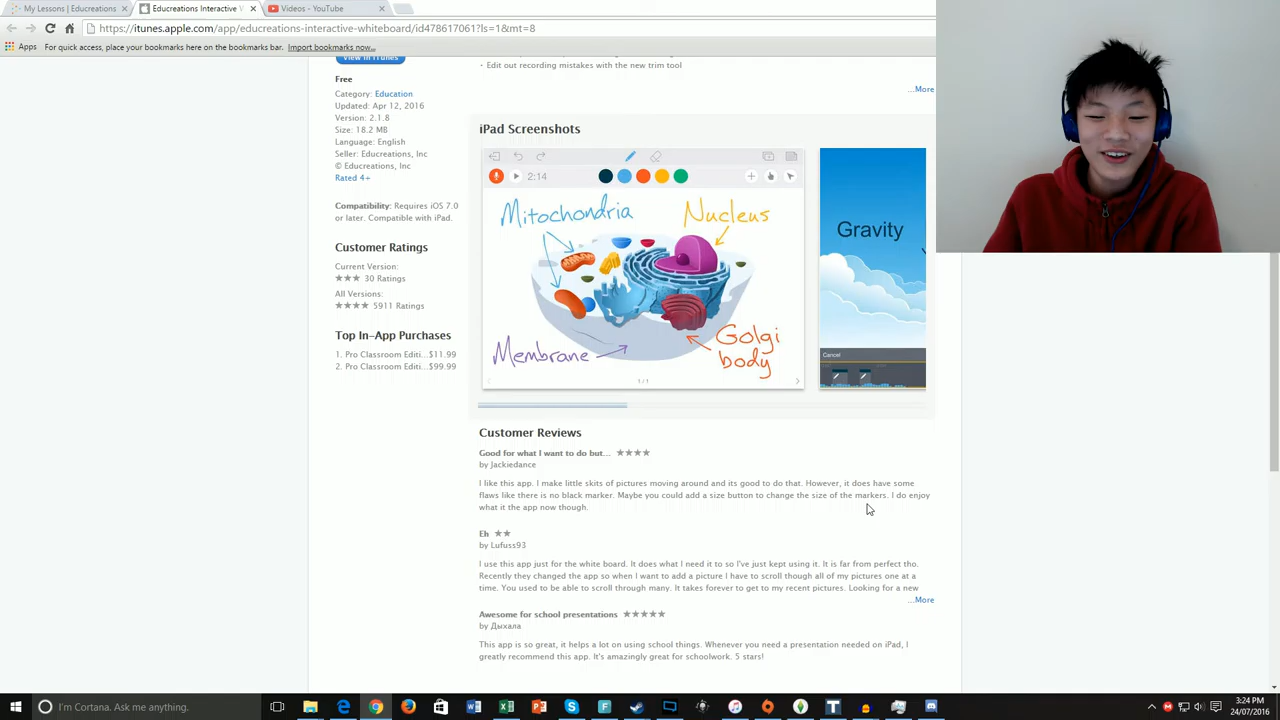 My Lessons | Educreations
Educreations Interactive W
Videos - YouTube
https://itunes.apple.com/app/educreations-interactive-whiteboard/id478617061?ls=1&mt=8
Apps For quick access, place your bookmarks here on the bookmarks bar. Import bookmarks now...
View in iTunes
• Edit out recording mistakes with the new trim tool
...More
Free
Category: Education
Updated: Apr 12, 2016
Version: 2.1.8
Size: 18.2 MB
Language: English
Seller: Educreations, Inc
© Educreations, Inc
Rated 4+
Compatibility: Requires iOS 7.0
or later. Compatible with iPad.
Customer Ratings
Current Version:
★★★ 30 Ratings
All Versions:
★★★★ 5911 Ratings
Top In-App Purchases
1. Pro Classroom Editi...$11.99
2. Pro Classroom Editi...$99.99
iPad Screenshots
2:14
Mitochondria
Nucleus
Membrane
Golgi
body
1/1
Gravity
Cancel
Customer Reviews
Good for what I want to do but... ★★★★
by Jackiedance
I like this app. I make little skits of pictures moving around and its good to do that. However, it does have some
flaws like there is no black marker. Maybe you could add a size button to change the size of the markers. I do enjoy
what it the app now though.
Eh ★★
by Lufuss93
I use this app just for the white board. It does what I need it to so I've just kept using it. It is far from perfect tho.
Recently they changed the app so when I want to add a picture I have to scroll though all of my pictures one at a
time. You used to be able to scroll through many. It takes forever to get to my recent pictures. Looking for a new
...More
Awesome for school presentations ★★★★★
by Дыхала
This app is so great, it helps a lot on using school things. Whenever you need a presentation needed on iPad, I
greatly recommend this app. It's amazingly great for schoolwork. 5 stars!
I'm Cortana. Ask me anything.
3:24 PM
24/07/2016